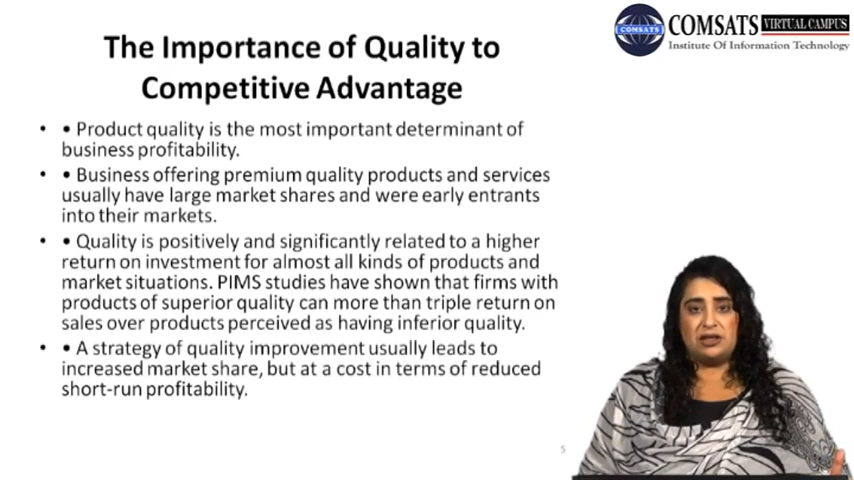 COMSATS VIRTUAL CAMPUS
Institute Of Information Technology
COMSATS
The Importance of Quality to
Competitive Advantage
• • Product quality is the most important determinant of
business profitability.
• • Business offering premium quality products and services
usually have large market shares and were early entrants
into their markets.
• • Quality is positively and significantly related to a higher
return on investment for almost all kinds of products and
market situations. PIMS studies have shown that firms with
products of superior quality can more than triple return on
sales over products perceived as having inferior quality.
• • A strategy of quality improvement usually leads to
increased market share, but at a cost in terms of reduced
short-run profitability.
5